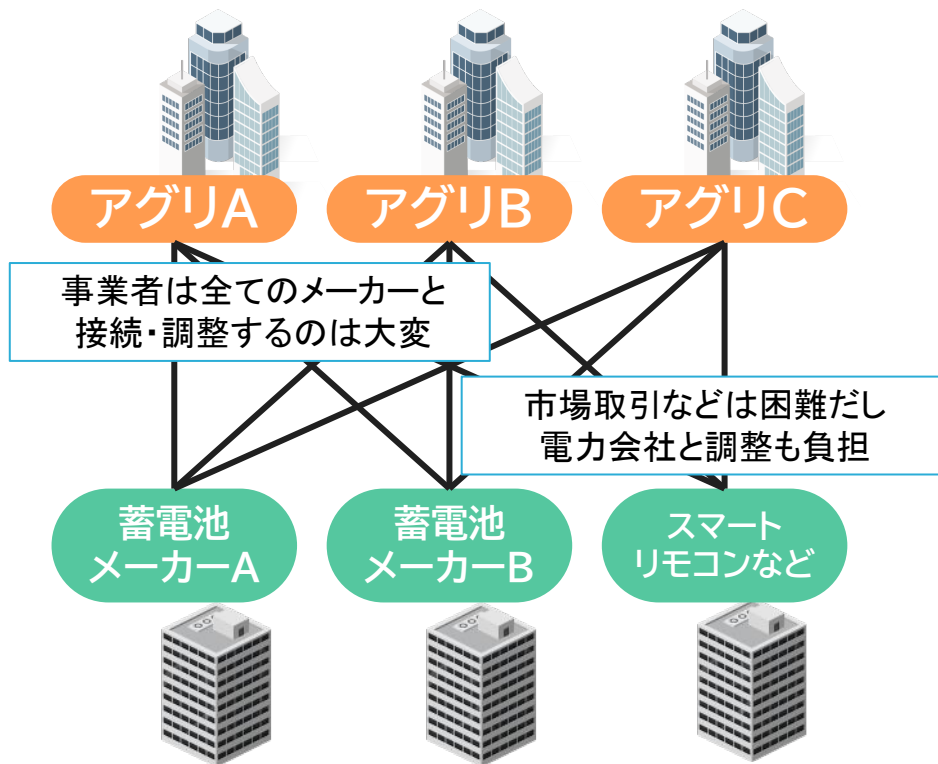 アグリA
アグリB
アグリC
事業者は全てのメーカーと
接続・調整するのは大変
市場取引などは困難だし
電力会社と調整も負担
蓄電池
メーカーA
蓄電池
メーカーB
スマート
リモコンなど